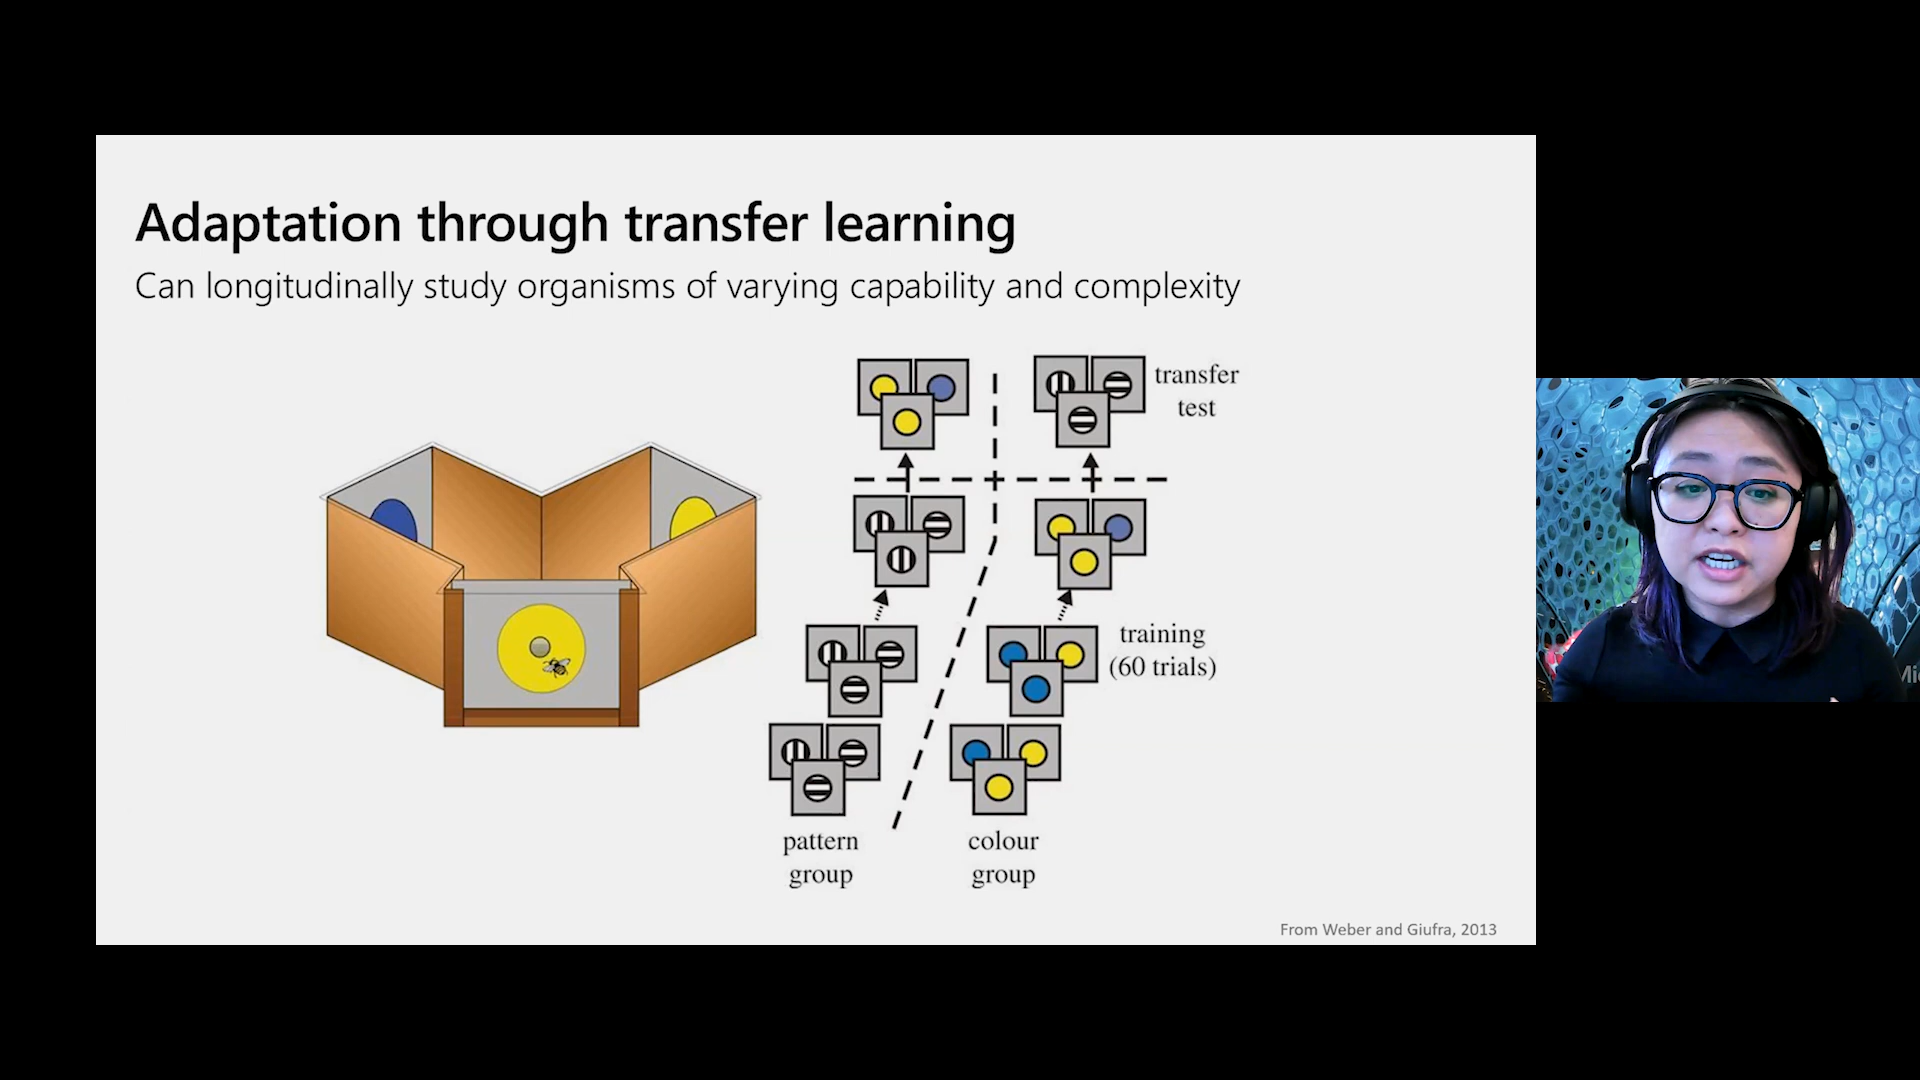 Adaptation through transfer learning
Can longitudinally study organisms of varying capability and complexity
transfer
test
training
(60 trials)
pattern
group
colour
group
From Weber and Giufra, 2013